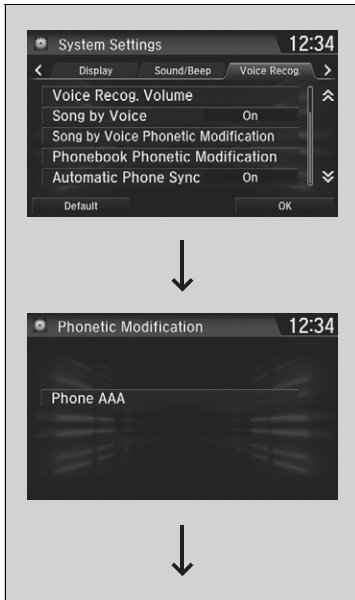 System Settings 12:34
Display Sound/Beep Voice Recog.
Voice Recog. Volume
Song by Voice On
Song by Voice Phonetic Modification
Phonebook Phonetic Modification
Automatic Phone Sync On
Default OK
Phonetic Modification 12:34
Phone AAA